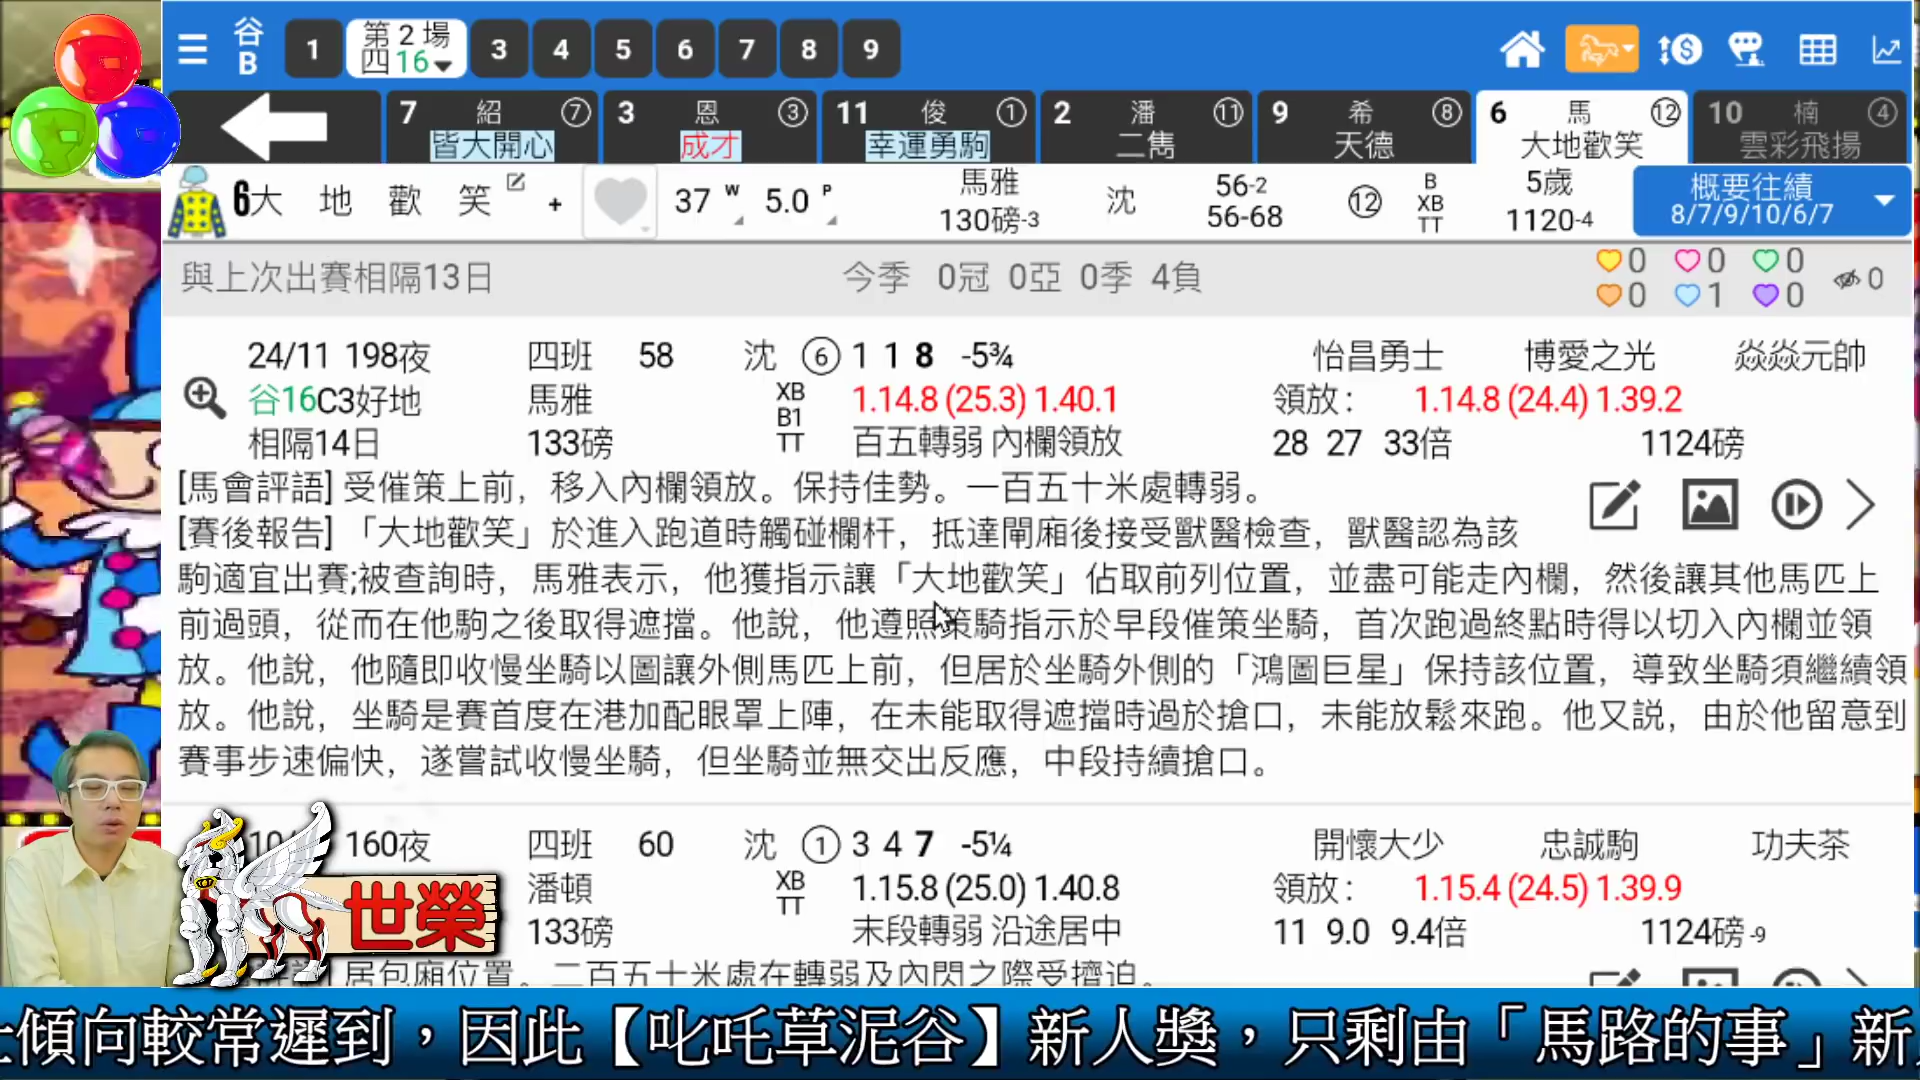 谷 B 1 第2場 四16 3 4 5 6 7 8 9
7 紹 ⑦ 3 恩 ③ 11 俊 ① 2 潘 ⑪ 9 希 ⑧ 6 馬 ⑫ 10 楠 ④
皆大開心 成才 幸運勇駒 二雋 天德 大地歡笑 雲彩飛揚
6大地歡笑 + 37 W 5.0 P 馬雅 130磅-3 沈 56-2 56-68 ⑫ B XB TT 5歲 1120-4 概要往績 8/7/9/10/6/7
與上次出賽相隔13日 今季 0冠 0亞 0季 4負 0 0 0 0 1 0 0
24/11 198夜 四班 58 沈 ⑥ 1 1 8 -5¾ 怡昌勇士 博愛之光 焱焱元帥
谷16C3好地 馬雅 XB B1 TT 1.14.8 (25.3) 1.40.1 領放： 1.14.8 (24.4) 1.39.2
相隔14日 133磅 百五轉弱 內欄領放 28 27 33倍 1124磅
[馬會評語] 受催策上前，移入內欄領放。保持佳勢。一百五十米處轉弱。
[賽後報告] 「大地歡笑」於進入跑道時觸碰欄杆，抵達閘廂後接受獸醫檢查，獸醫認為該
駒適宜出賽;被查詢時，馬雅表示，他獲指示讓「大地歡笑」佔取前列位置，並盡可能走內欄，然後讓其他馬匹上
前過頭，從而在他駒之後取得遮擋。他說，他遵照策騎指示於早段催策坐騎，首次跑過終點時得以切入內欄並領
放。他說，他隨即收慢坐騎以圖讓外側馬匹上前，但居於坐騎外側的「鴻圖巨星」保持該位置，導致坐騎須繼續領
放。他說，坐騎是賽首度在港加配眼罩上陣，在未能取得遮擋時過於搶口，未能放鬆來跑。他又説，由於他留意到
賽事步速偏快，遂嘗試收慢坐騎，但坐騎並無交出反應，中段持續搶口。
10/ 160夜 四班 60 沈 ① 3 4 7 -5¼ 開懷大少 忠誠駒 功夫茶
潘頓 XB TT 1.15.8 (25.0) 1.40.8 領放： 1.15.4 (24.5) 1.39.9
133磅 末段轉弱 沿途居中 11 9.0 9.4倍 1124磅-9
世榮
居包廂位置。二百五十米處在轉弱及內閃之際受擠迫。
傾向較常遲到，因此【叱吒草泥谷】新人獎，只剩由「馬路的事」新